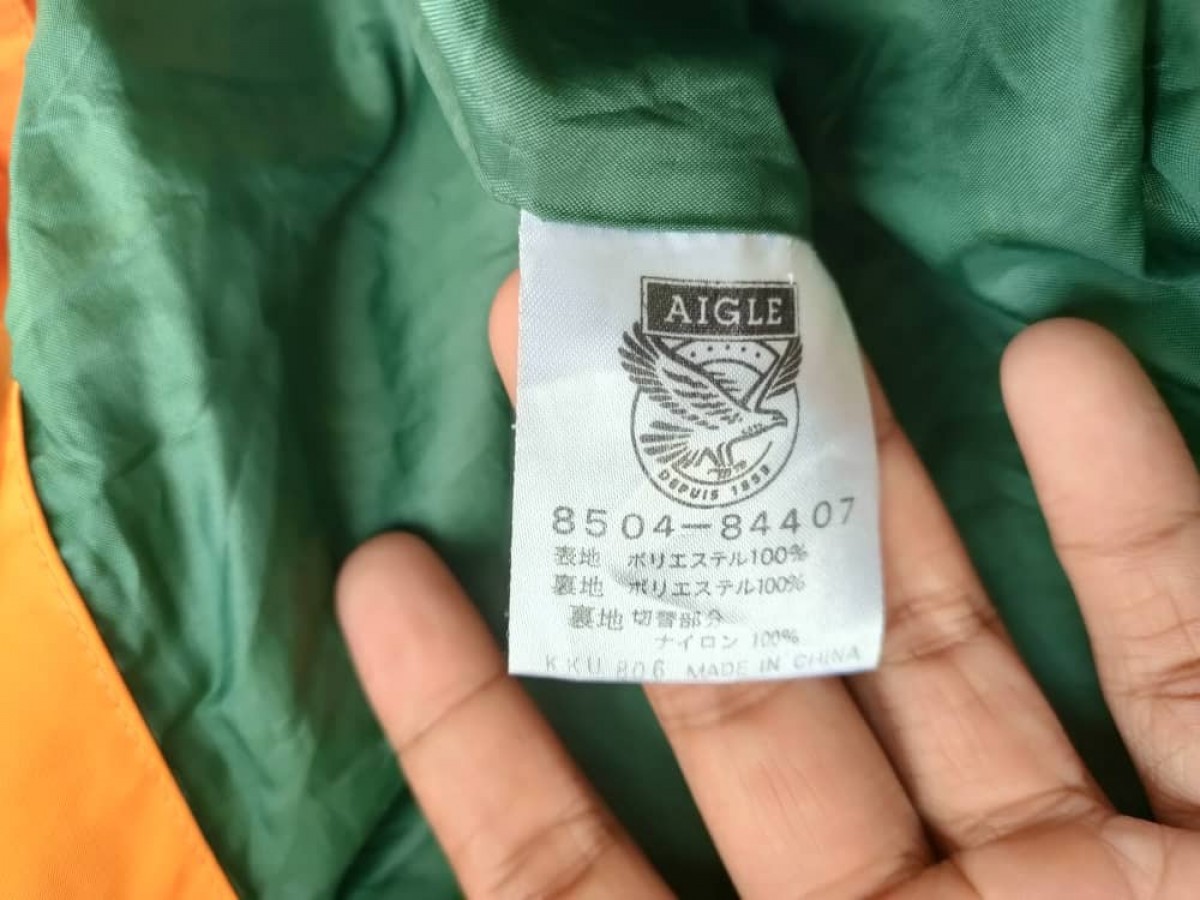 AIGLE
DEPUIS 1853
8504-84407
表地 ポリエステル100%
裏地 ポリエステル100%
裏地 切替部分
ナイロン 100%
KKU 806 MADE IN CHINA